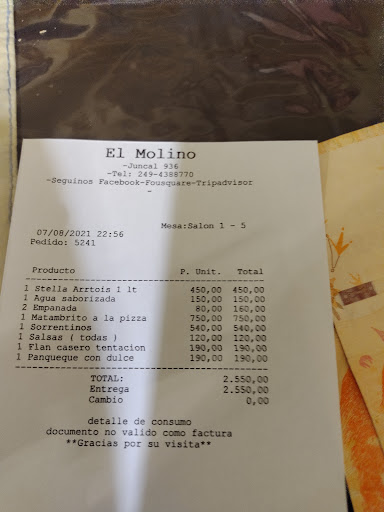 El Molino
-Juncal 936
-Tel: 249-4388770
-Seguinos Facebook-Fousquare-Tripadvisor
-
Mesa:Salon 1 - 5
07/08/2021 22:56
Pedido: 5241
Producto P. Unit. Total
1 Stella Arrtois 1 lt 450,00 450,00
1 Agua saborizada 150,00 150,00
2 Empanada 80,00 160,00
1 Matambrito a la pizza 750,00 750,00
1 Sorrentinos 540,00 540,00
1 Salsas ( todas ) 120,00 120,00
1 Flan casero tentacion 190,00 190,00
1 Panqueque con dulce 190,00 190,00
TOTAL: 2.550,00
Entrega 2.550,00
Cambio 0,00
detalle de consumo
documento no valido como factura
**Gracias por su visita**